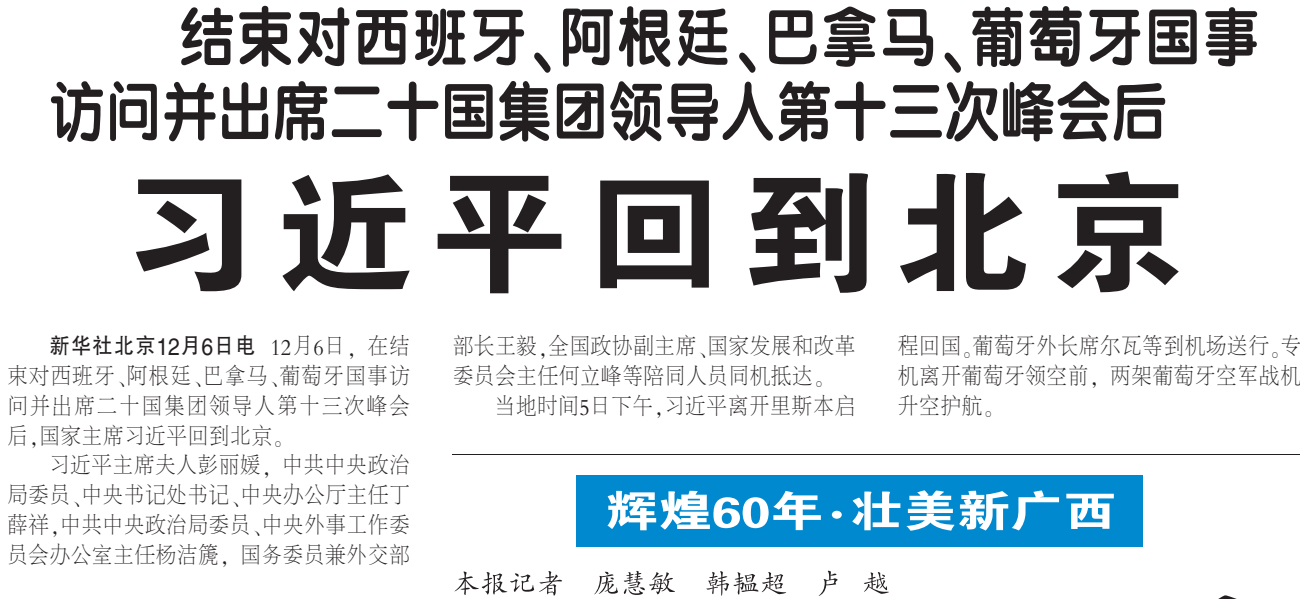 结束对西班牙、阿根廷、巴拿马、葡萄牙国事
访问并出席二十国集团领导人第十三次峰会后
习近平回到北京
新华社北京12月6日电 12月6日，在结
束对西班牙、阿根廷、巴拿马、葡萄牙国事访
问并出席二十国集团领导人第十三次峰会
后，国家主席习近平回到北京。
习近平主席夫人彭丽媛，中共中央政治
局委员、中央书记处书记、中央办公厅主任丁
薛祥，中共中央政治局委员、中央外事工作委
员会办公室主任杨洁篪，国务委员兼外交部
部长王毅，全国政协副主席、国家发展和改革
委员会主任何立峰等陪同人员同机抵达。
当地时间5日下午，习近平离开里斯本启
程回国。葡萄牙外长席尔瓦等到机场送行。专
机离开葡萄牙领空前，两架葡萄牙空军战机
升空护航。
辉煌60年·壮美新广西
本报记者 庞慧敏 韩韫超 卢 越